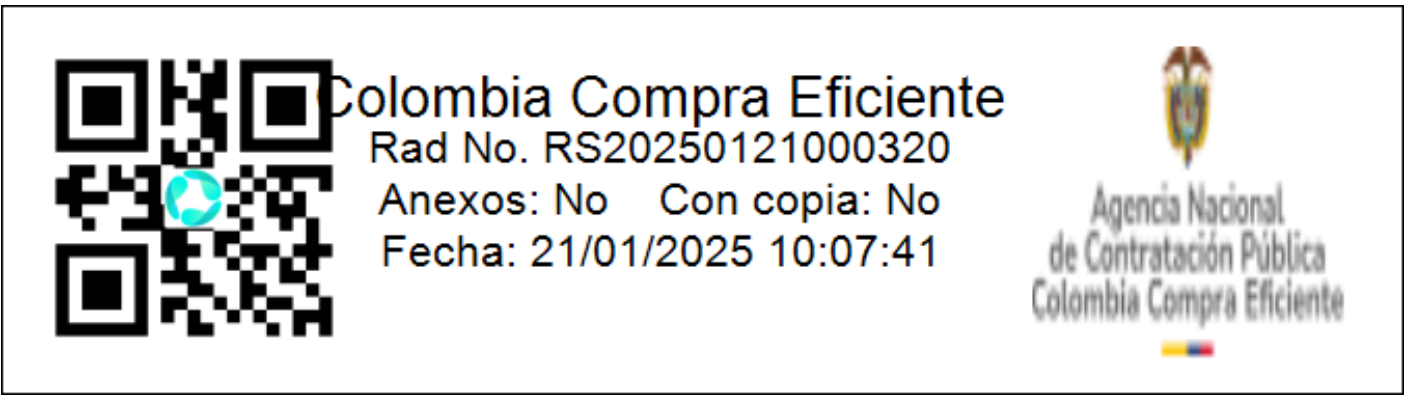 Colombia Compra Eficiente
Rad No. RS20250121000320
Anexos: No Con copia: No
Fecha: 21/01/2025 10:07:41
Agencia Nacional
de Contratación Pública
Colombia Compra Eficiente